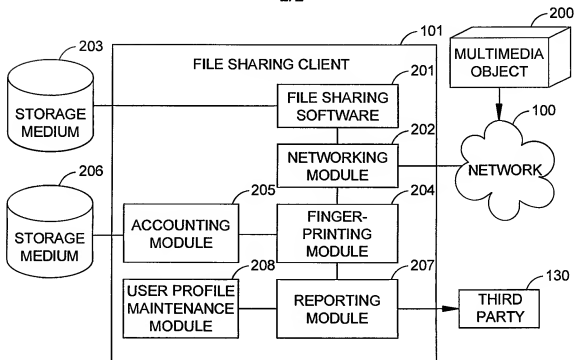 200
203
101
MULTIMEDIA
OBJECT
FILE SHARING CLIENT
201
STORAGE
MEDIUM
FILE SHARING
SOFTWARE
100
202
NETWORKING
MODULE
NETWORK
206
205
204
STORAGE
MEDIUM
ACCOUNTING
MODULE
FINGER-
PRINTING
MODULE
208
207
130
USER PROFILE
MAINTENANCE
MODULE
REPORTING
MODULE
THIRD
PARTY